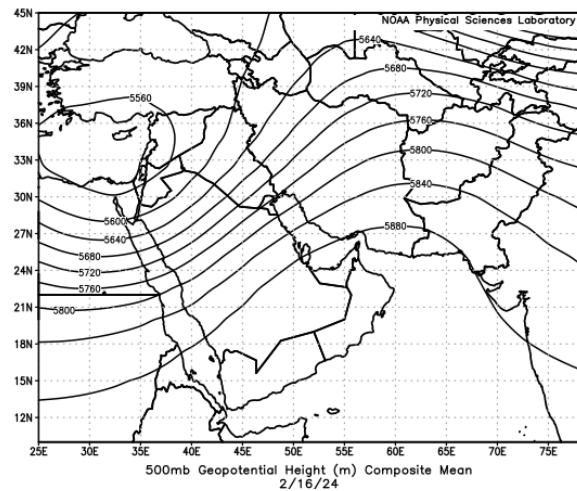 NOAA Physical Sciences Laboratory
45N
42N
39N
36N
33N
30N
27N
24N
21N
18N
15N
12N
5640
5680
5720
5760
5800
5840
5880
5560
5600
5640
5680
5720
5760
5800
25E 30E 35E 40E 45E 50E 55E 60E 65E 70E 75E
500mb Geopotential Height (m) Composite Mean
2/16/24